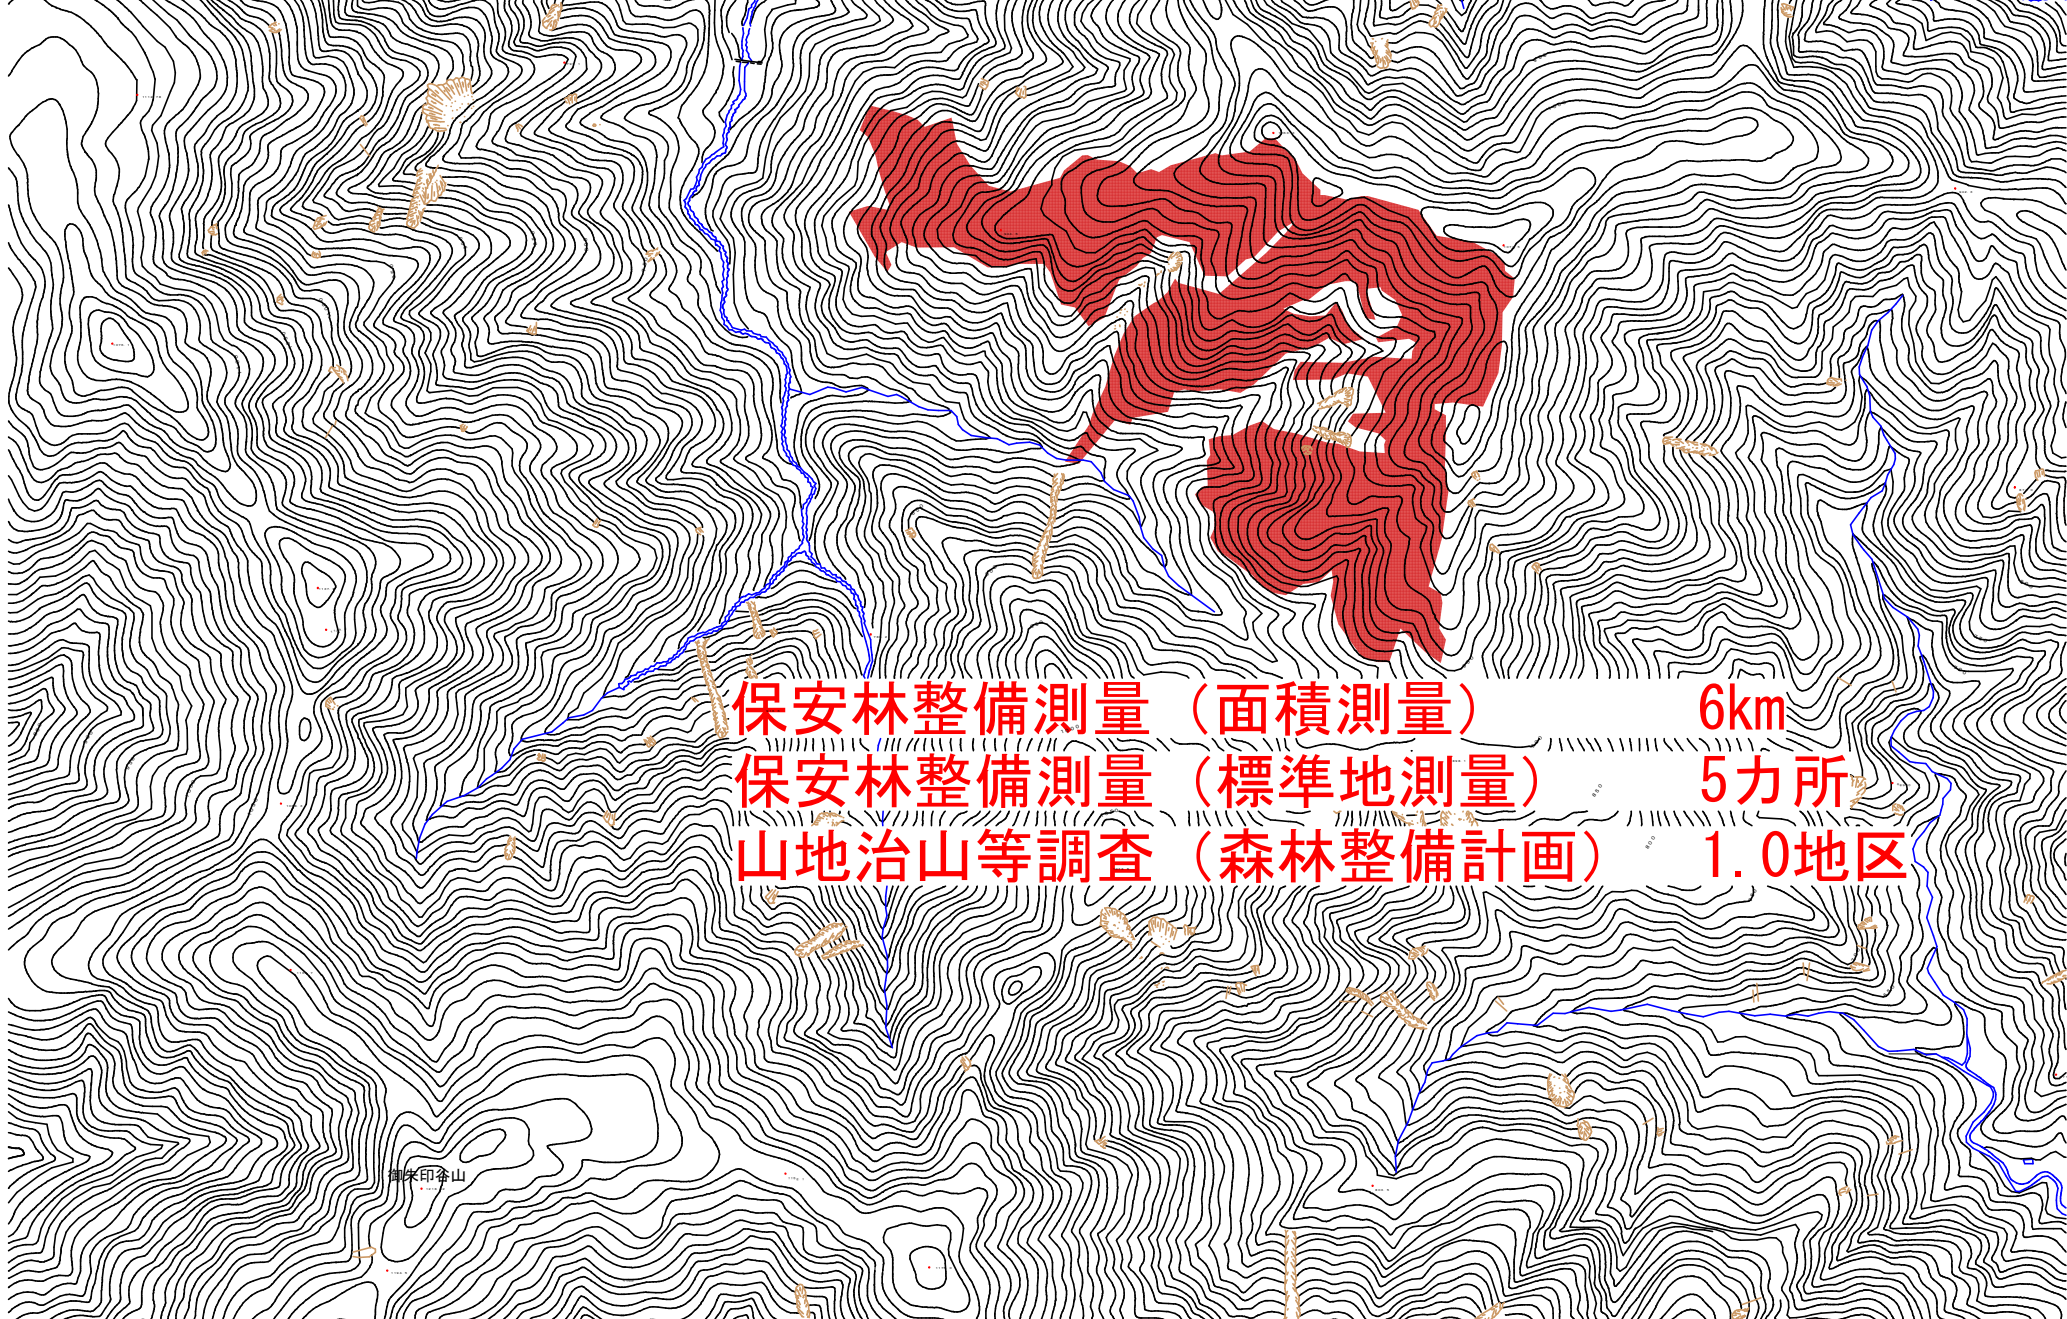 保安林整備測量（面積測量）　　　　6km
保安林整備測量（標準地測量）　　　5カ所
山地治山等調査（森林整備計画）　　1.0地区
御朱印谷山